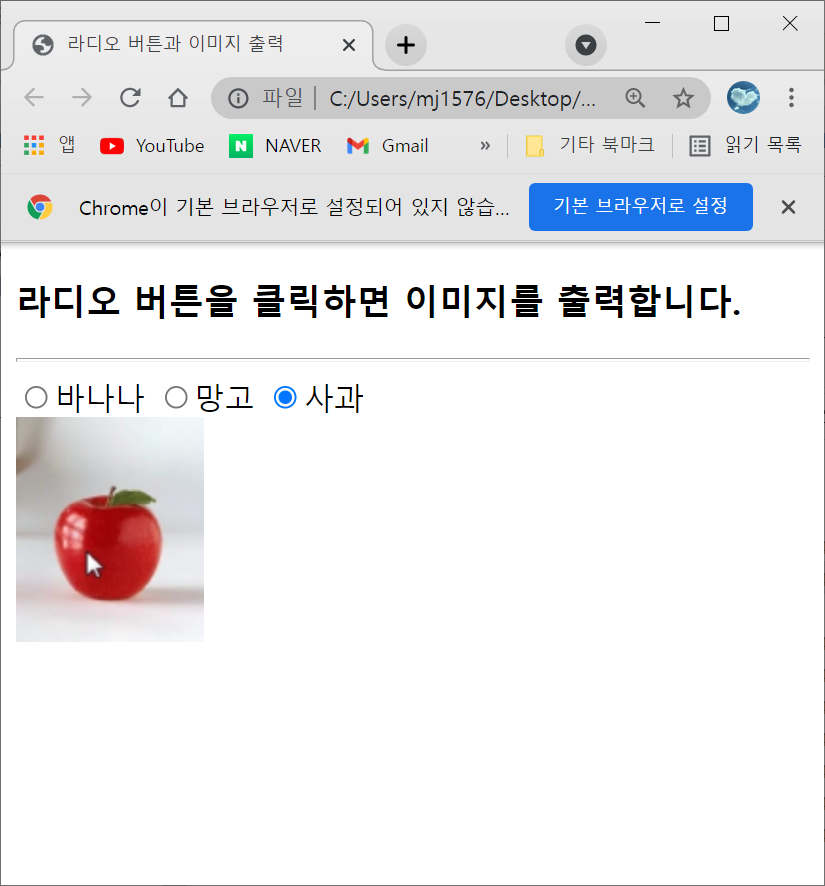 라디오 버튼과 이미지 출력
파일 | C:/Users/mj1576/Desktop/...
앱 YouTube NAVER Gmail » 기타 북마크 읽기 목록
Chrome이 기본 브라우저로 설정되어 있지 않습... 기본 브라우저로 설정
라디오 버튼을 클릭하면 이미지를 출력합니다.
바나나 망고 사과